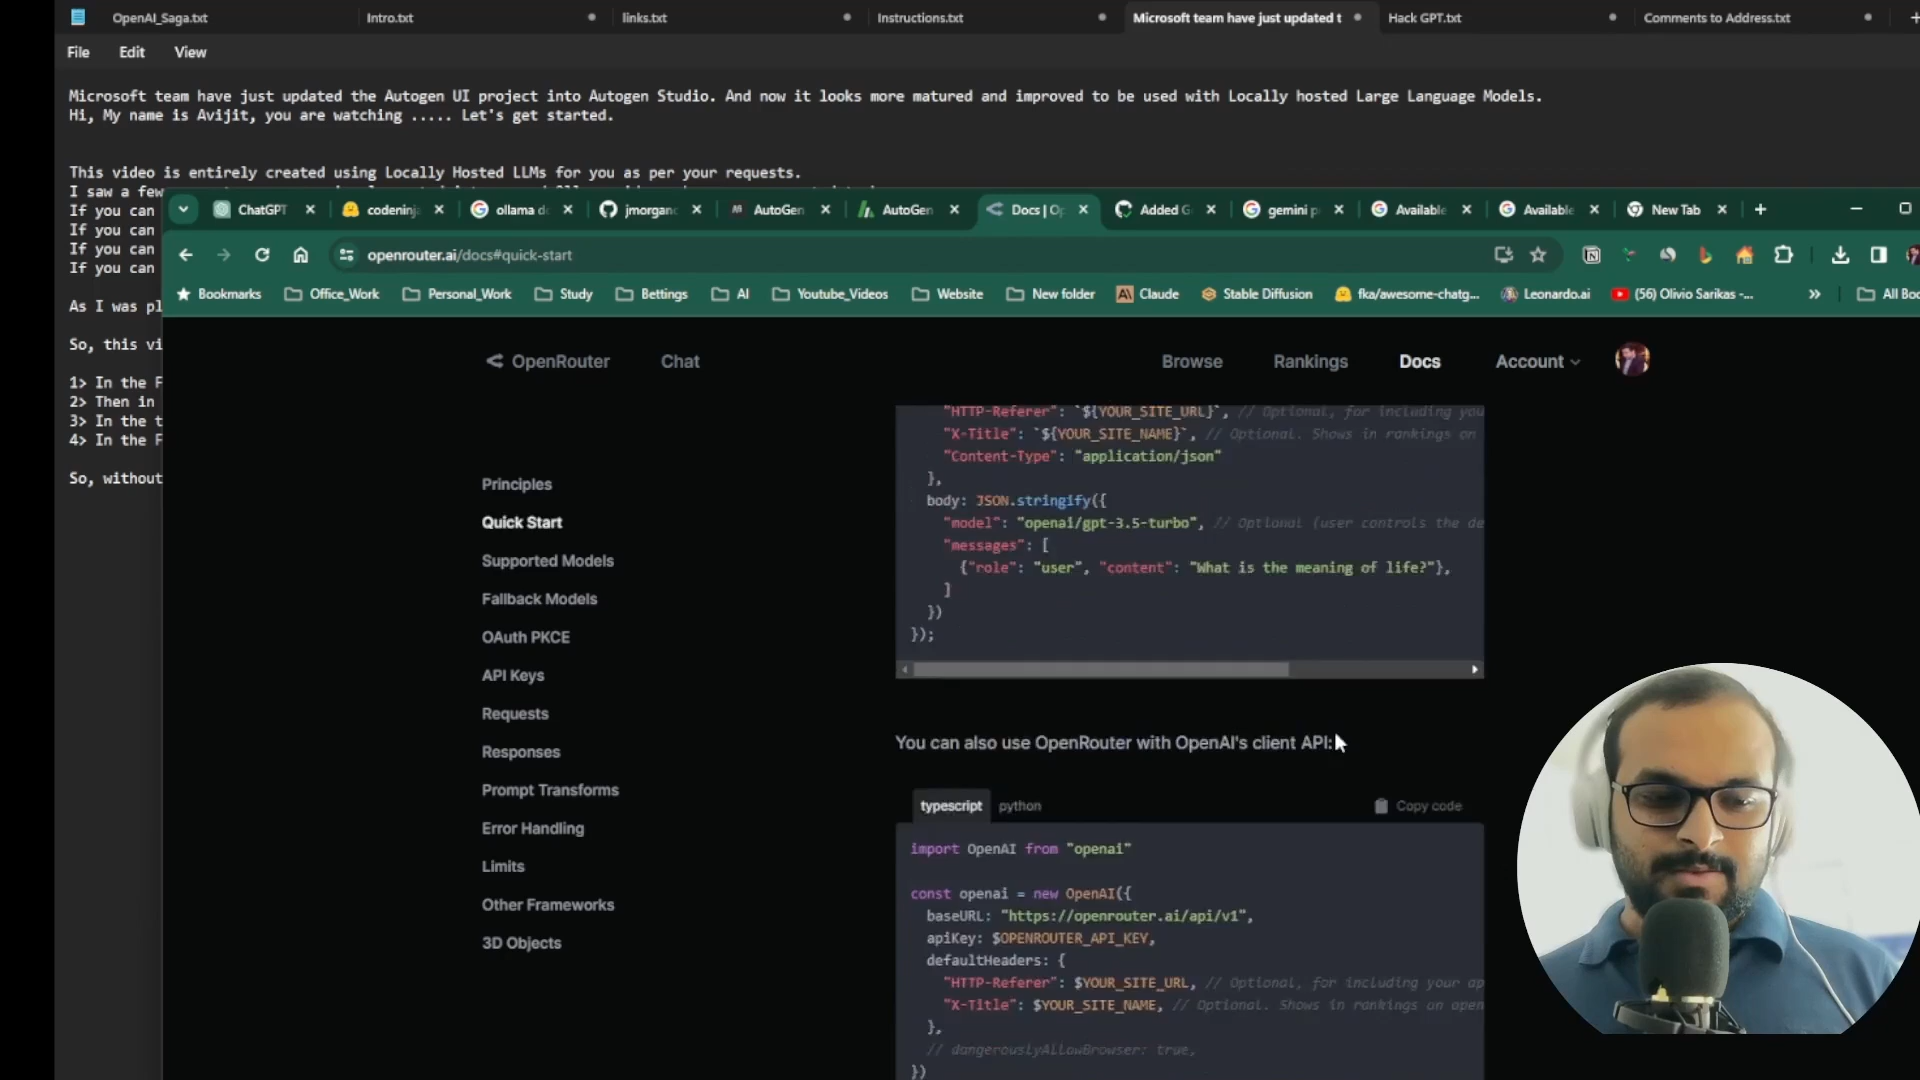 OpenAI_Saga.txt
Intro.txt
links.txt
Instructions.txt
Microsoft team have just updated t
Hack GPT.txt
Comments to Address.txt
File
Edit
View
Microsoft team have just updated the Autogen UI project into Autogen Studio. And now it looks more matured and improved to be used with Locally hosted Large Language Models.
Hi, My name is Avijit, you are watching ..... Let's get started.
This video is entirely created using Locally Hosted LLMs for you as per your requests.
I saw a few
If you can
If you can
If you can
If you can
As I was pl
So, this vi
1> In the F
2> Then in
3> In the t
4> In the F
So, without
ChatGPT
codeninj
ollama d
jmorganc
AutoGen
AutoGen
Docs | Op
Added G
gemini p
Available
Available
New Tab
openrouter.ai/docs#quick-start
Bookmarks
Office_Work
Personal_Work
Study
Bettings
AI
Youtube_Videos
Website
New folder
Claude
Stable Diffusion
fka/awesome-chatg...
Leonardo.ai
(56) Olivio Sarikas -...
»
All Boo
OpenRouter
Chat
Browse
Rankings
Docs
Account
Principles
Quick Start
Supported Models
Fallback Models
OAuth PKCE
API Keys
Requests
Responses
Prompt Transforms
Error Handling
Limits
Other Frameworks
3D Objects
"HTTP-Referer": `${YOUR_SITE_URL}`, // Optional, for including you
"X-Title": `${YOUR_SITE_NAME}`, // Optional. Shows in rankings on
"Content-Type": "application/json"
},
body: JSON.stringify({
"model": "openai/gpt-3.5-turbo", // Optional (user controls the de
"messages": [
{"role": "user", "content": "What is the meaning of life?"},
]
})
});
You can also use OpenRouter with OpenAI's client API:
typescript
python
Copy code
import OpenAI from "openai"
const openai = new OpenAI({
baseURL: "https://openrouter.ai/api/v1",
apiKey: $OPENROUTER_API_KEY,
defaultHeaders: {
"HTTP-Referer": $YOUR_SITE_URL, // Optional, for including your ap
"X-Title": $YOUR_SITE_NAME, // Optional. Shows in rankings on open
},
// dangerouslyAllowBrowser: true,
})